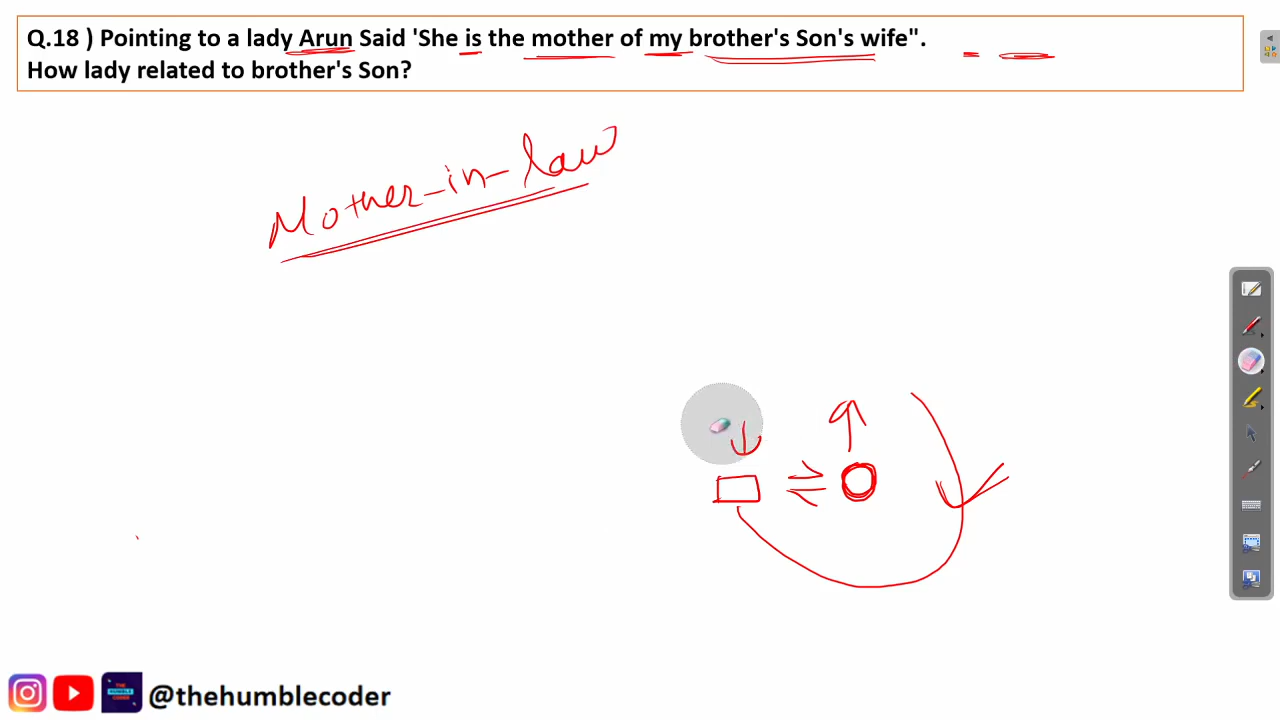 Q.18 ) Pointing to a lady Arun Said 'She is the mother of my brother's Son's wife".
How lady related to brother's Son?
Mother-in-law
@thehumblecoder